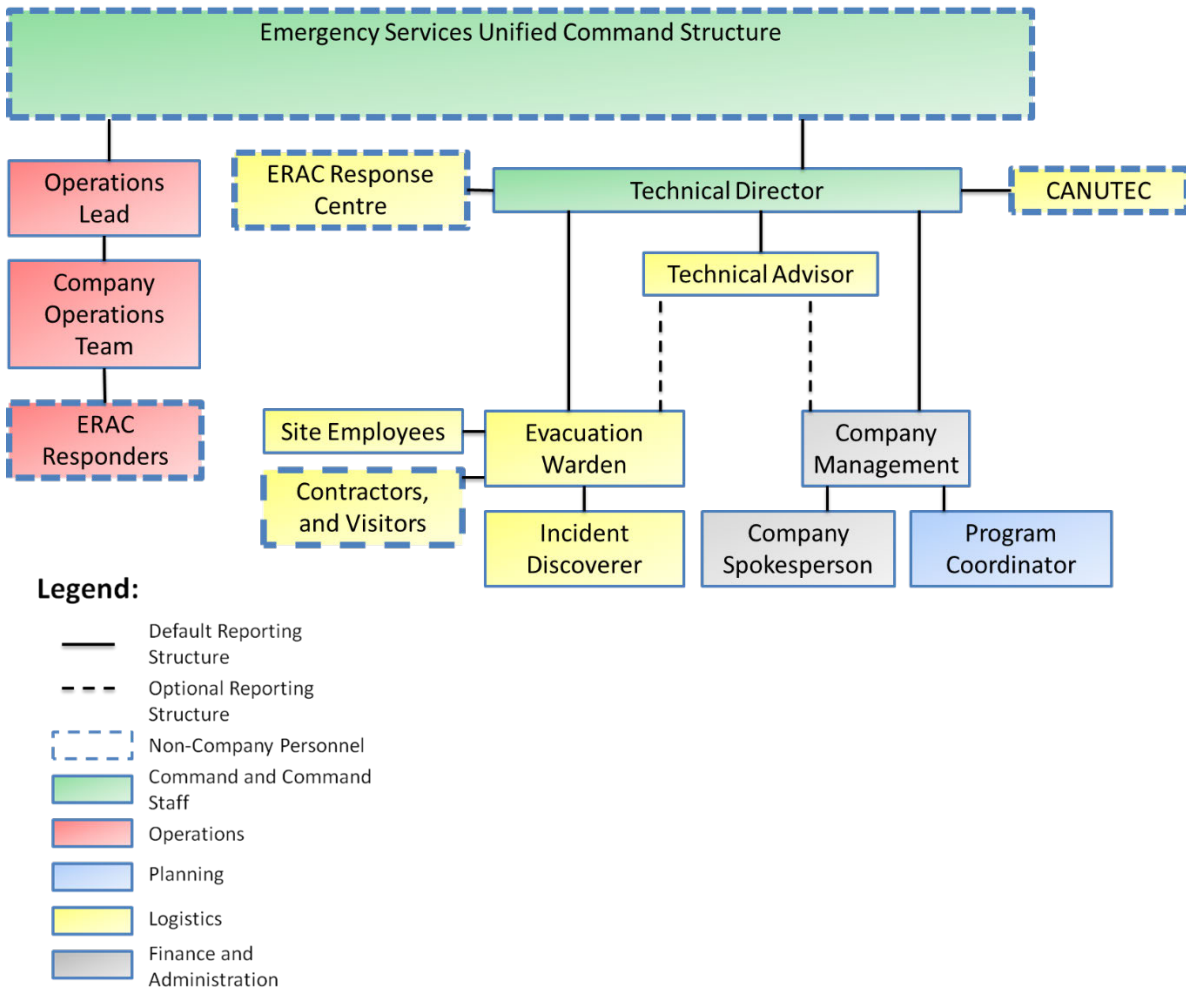 Emergency Services Unified Command Structure
Operations
Lead
ERAC Response
Centre
Technical Director
CANUTEC
Company
Operations
Team
Technical Advisor
ERAC
Responders
Site Employees
Evacuation
Warden
Company
Management
Contractors,
and Visitors
Incident
Discoverer
Company
Spokesperson
Program
Coordinator
Legend:
Default Reporting
Structure
Optional Reporting
Structure
Non-Company Personnel
Command and Command
Staff
Operations
Planning
Logistics
Finance and
Administration